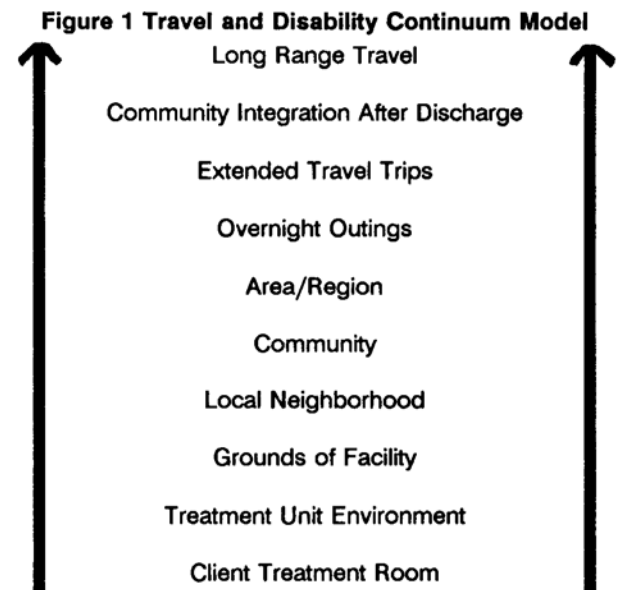 Figure 1 Travel and Disability Continuum Model
Long Range Travel
Community Integration After Discharge
Extended Travel Trips
Overnight Outings
Area/Region
Community
Local Neighborhood
Grounds of Facility
Treatment Unit Environment
Client Treatment Room